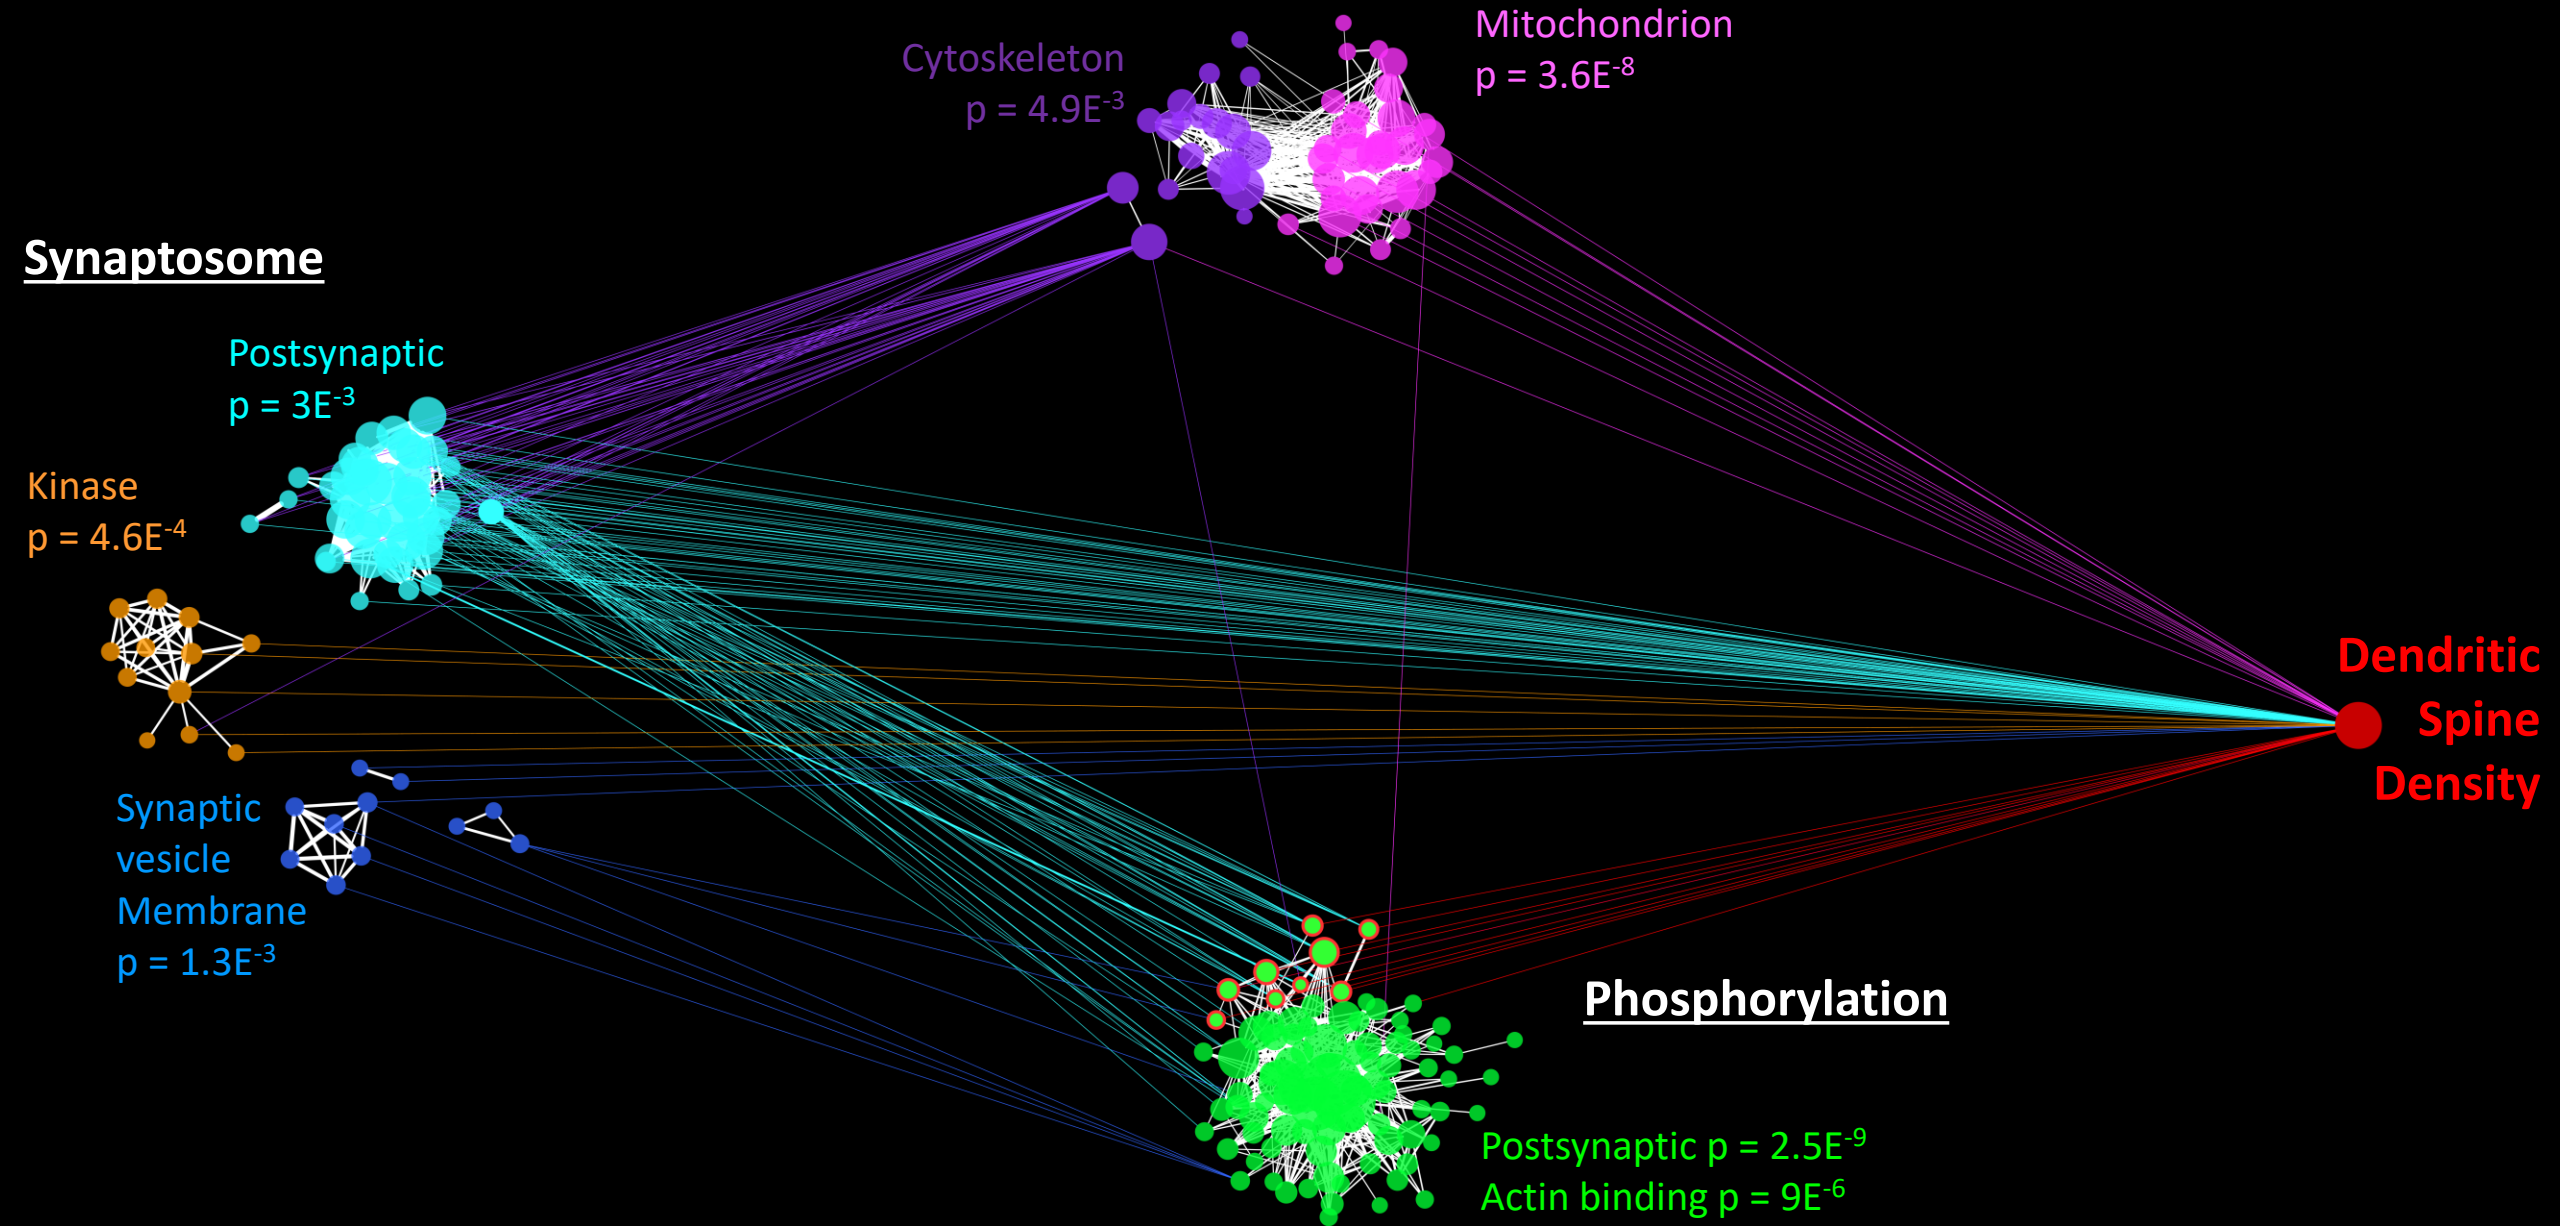 Mitochondrion
p = 3.6E⁻⁸
Cytoskeleton
p = 4.9E⁻³
Synaptosome
Postsynaptic
p = 3E⁻³
Kinase
p = 4.6E⁻⁴
Synaptic
vesicle
Membrane
p = 1.3E⁻³
Dendritic
Spine
Density
Phosphorylation
Postsynaptic p = 2.5E⁻⁹
Actin binding p = 9E⁻⁶